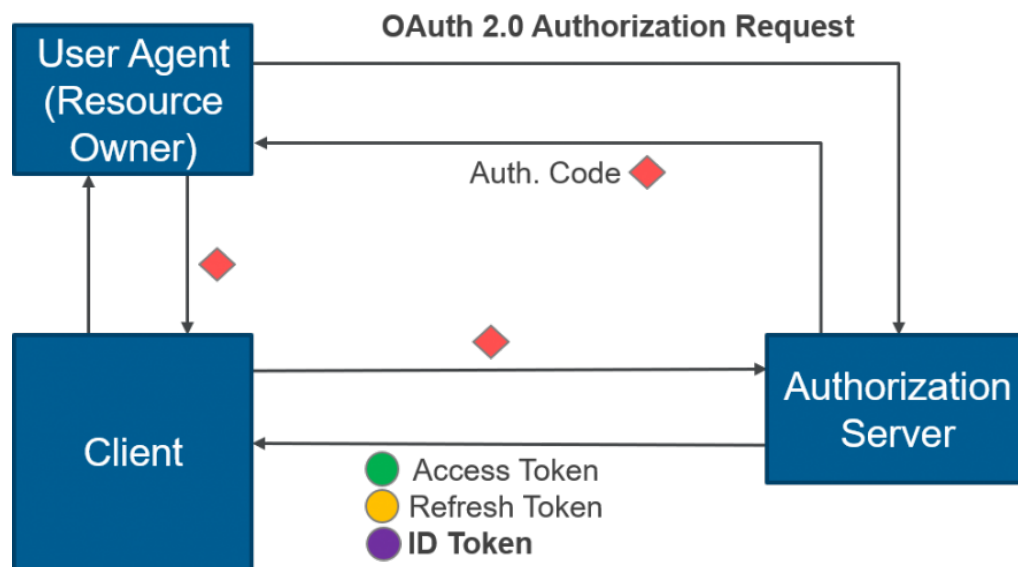 OAuth 2.0 Authorization Request
User Agent
(Resource
Owner)
Auth. Code
Client
Authorization
Server
Access Token
Refresh Token
ID Token